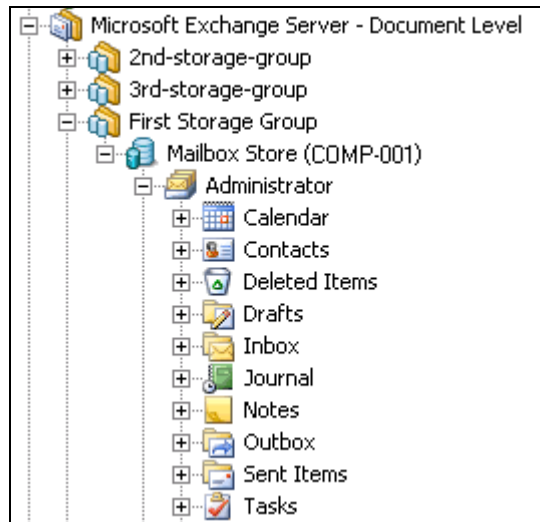 Microsoft Exchange Server - Document Level
2nd-storage-group
3rd-storage-group
First Storage Group
Mailbox Store (COMP-001)
Administrator
Calendar
Contacts
Deleted Items
Drafts
Inbox
Journal
Notes
Outbox
Sent Items
Tasks